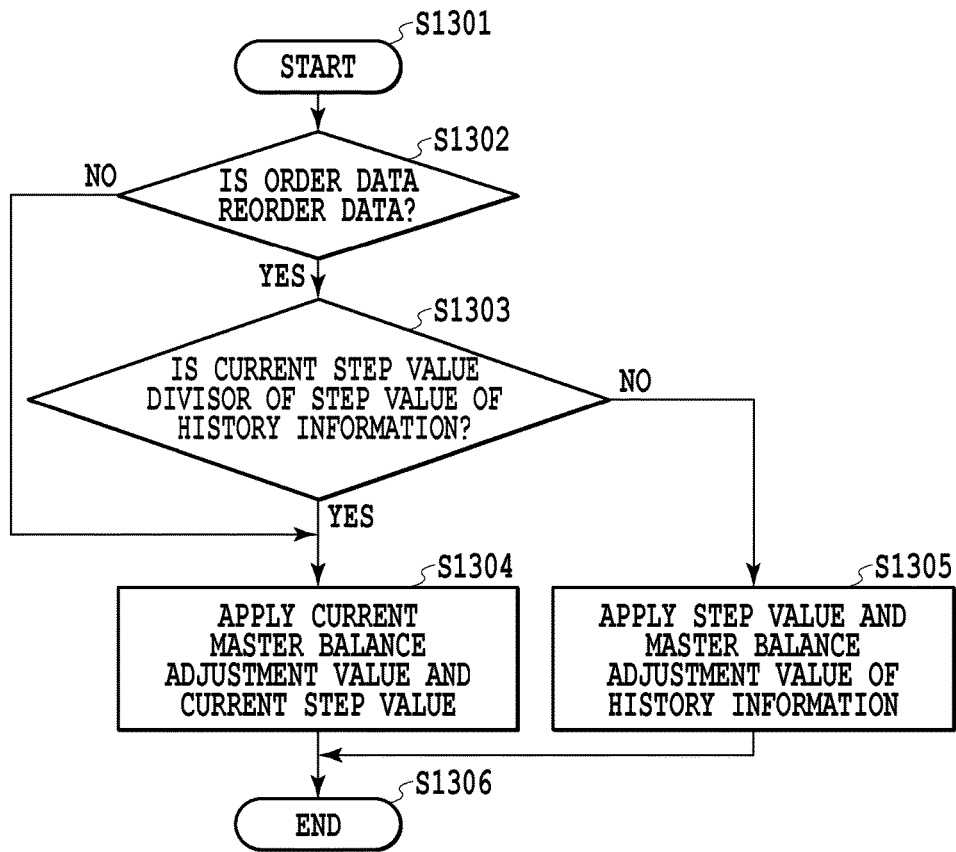 S1301
START
S1302
NO
IS ORDER DATA
REORDER DATA?
YES
S1303
IS CURRENT STEP VALUE
DIVISOR OF STEP VALUE OF
HISTORY INFORMATION?
NO
YES
S1304
APPLY CURRENT
MASTER BALANCE
ADJUSTMENT VALUE AND
CURRENT STEP VALUE
S1305
APPLY STEP VALUE AND
MASTER BALANCE
ADJUSTMENT VALUE OF
HISTORY INFORMATION
S1306
END